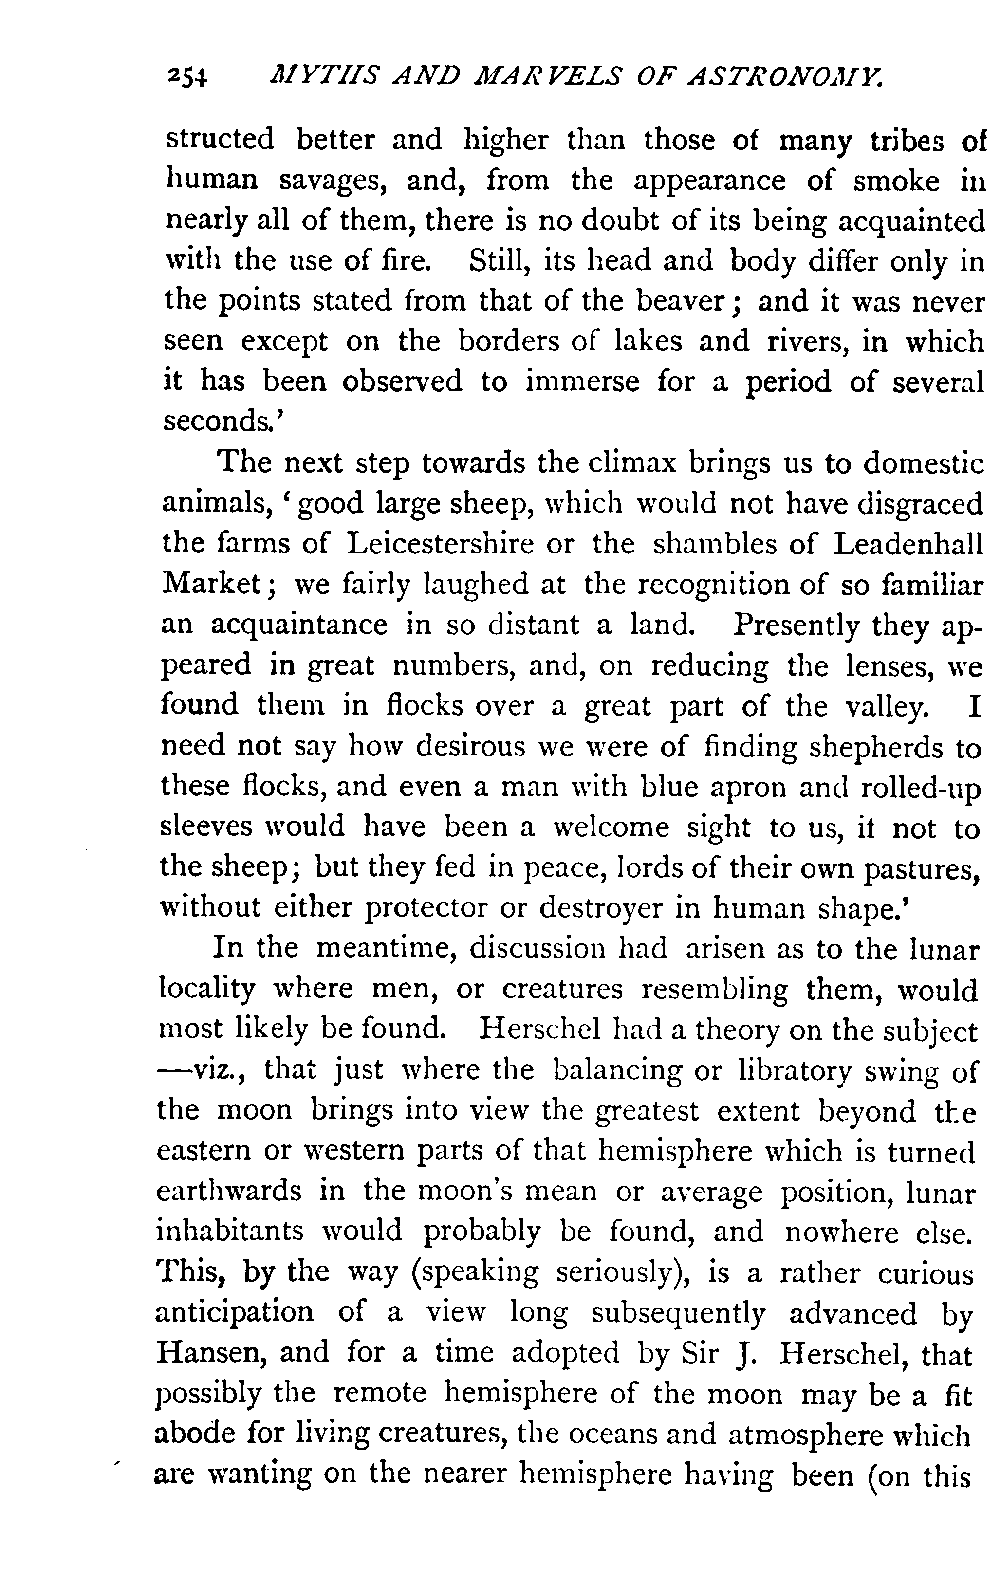 254 MYTHS AND MARVELS OF ASTRONOMY.
structed better and higher than those of many tribes of
human savages, and, from the appearance of smoke in
nearly all of them, there is no doubt of its being acquainted
with the use of fire. Still, its head and body differ only in
the points stated from that of the beaver; and it was never
seen except on the borders of lakes and rivers, in which
it has been observed to immerse for a period of several
seconds.'
The next step towards the climax brings us to domestic
animals, 'good large sheep, which would not have disgraced
the farms of Leicestershire or the shambles of Leadenhall
Market; we fairly laughed at the recognition of so familiar
an acquaintance in so distant a land. Presently they ap-
peared in great numbers, and, on reducing the lenses, we
found them in flocks over a great part of the valley. I
need not say how desirous we were of finding shepherds to
these flocks, and even a man with blue apron and rolled-up
sleeves would have been a welcome sight to us, if not to
the sheep; but they fed in peace, lords of their own pastures,
without either protector or destroyer in human shape.'
In the meantime, discussion had arisen as to the lunar
locality where men, or creatures resembling them, would
most likely be found. Herschel had a theory on the subject
—viz., that just where the balancing or libratory swing of
the moon brings into view the greatest extent beyond the
eastern or western parts of that hemisphere which is turned
earthwards in the moon's mean or average position, lunar
inhabitants would probably be found, and nowhere else.
This, by the way (speaking seriously), is a rather curious
anticipation of a view long subsequently advanced by
Hansen, and for a time adopted by Sir J. Herschel, that
possibly the remote hemisphere of the moon may be a fit
abode for living creatures, the oceans and atmosphere which
are wanting on the nearer hemisphere having been (on this